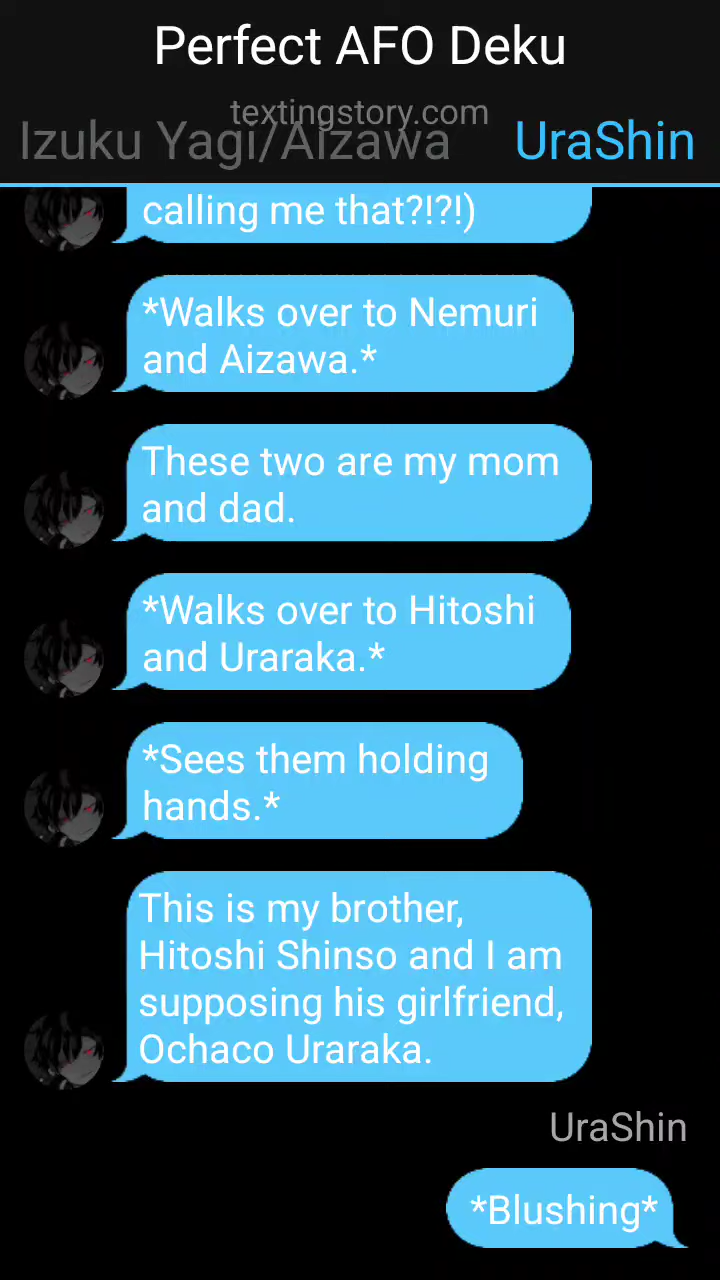 Perfect AFO Deku
textingstory.com
Izuku Yagi/Aizawa
UraShin
calling me that?!?!)
*Walks over to Nemuri
and Aizawa.*
These two are my mom
and dad.
*Walks over to Hitoshi
and Uraraka.*
*Sees them holding
hands.*
This is my brother,
Hitoshi Shinso and I am
supposing his girlfriend,
Ochaco Uraraka.
UraShin
*Blushing*